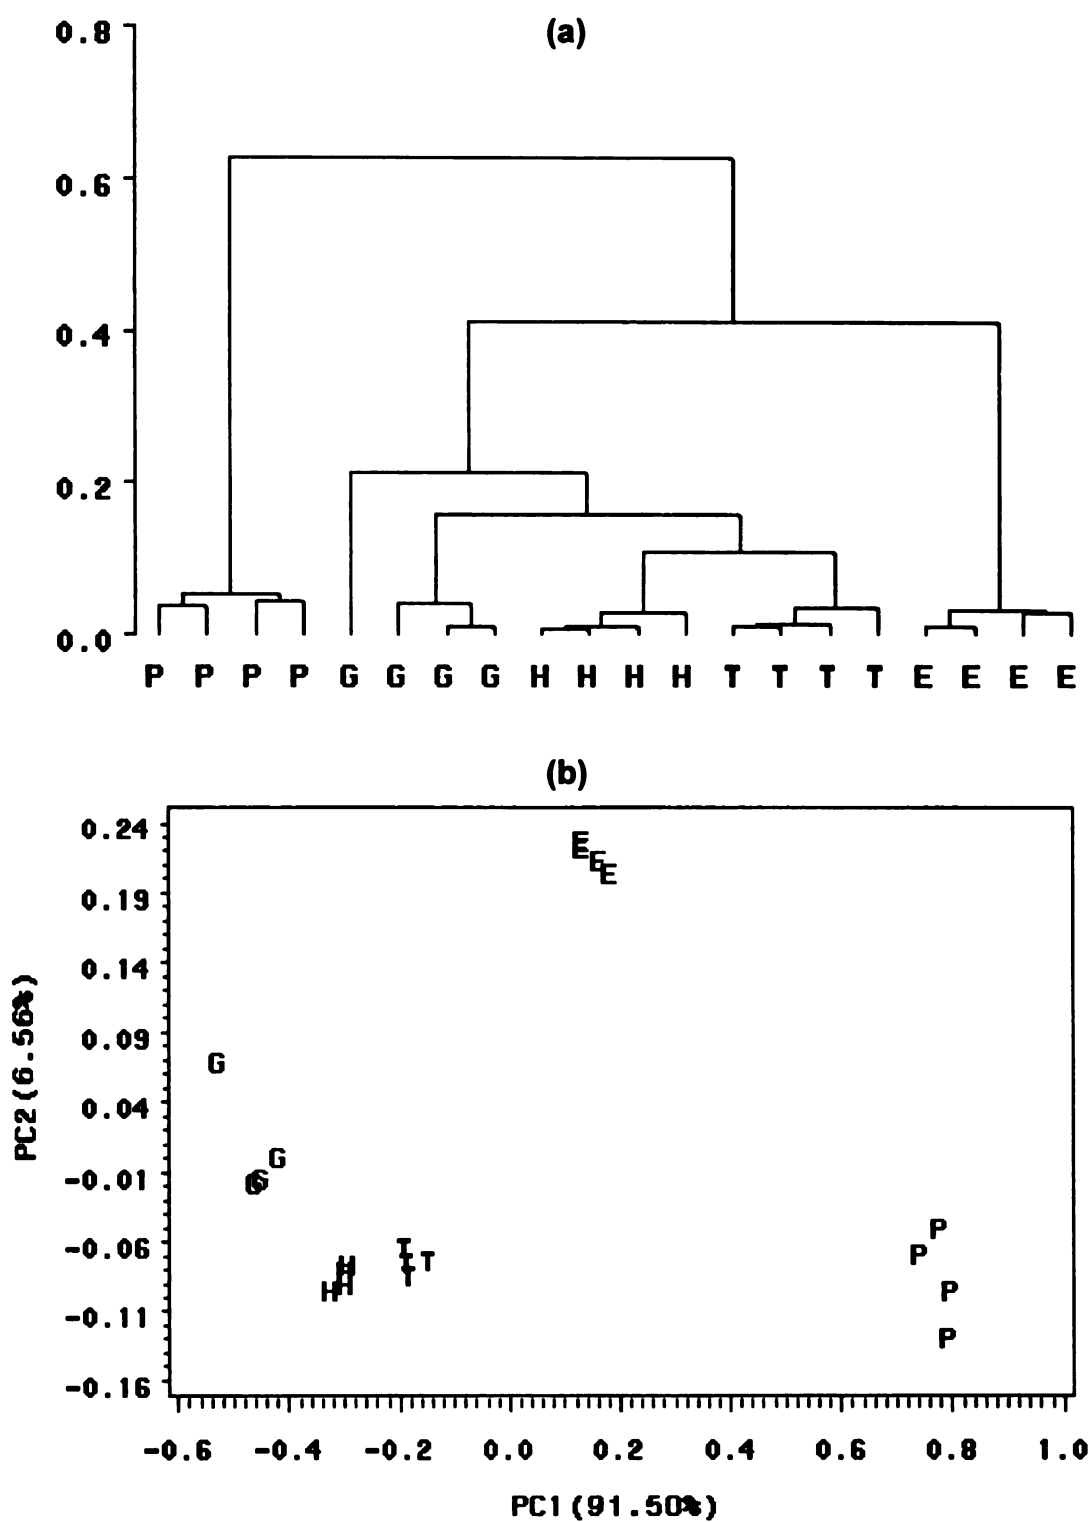 (a)
0.8
0.6
0.4
0.2
0.0
P P P P G G G G H H H H T T T T E E E E
(b)
0.24
0.19
0.14
0.09
0.04
-0.01
-0.06
-0.11
-0.16
PC2(6.56%)
E
E
E
E
G
G
G
G
T
T
T
T
H
H
H
H
P
P
P
P
-0.6 -0.4 -0.2 0.0 0.2 0.4 0.6 0.8 1.0
PC1(91.50%)